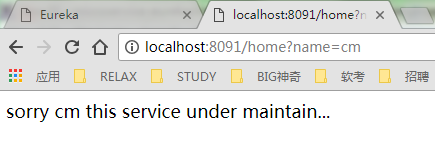 Eureka localhost:8091/home?n
localhost:8091/home?name=cm
应用 RELAX STUDY BIG神奇 软考 招聘
sorry cm this service under maintain...